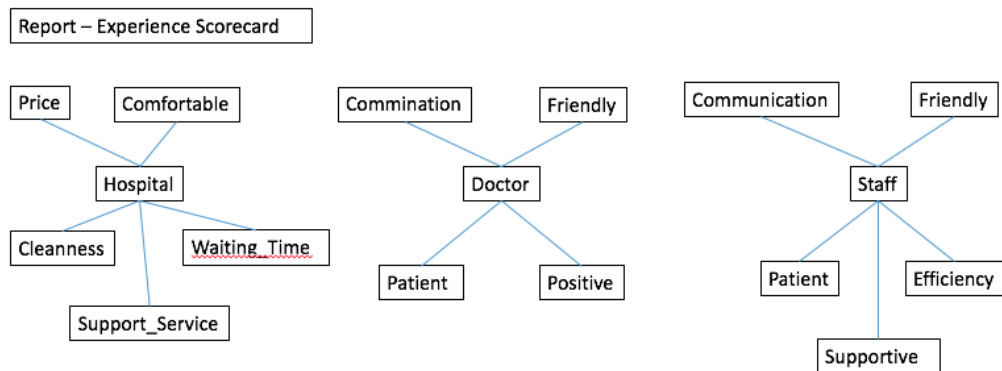 Report – Experience Scorecard
Price
Comfortable
Hospital
Cleanness
Waiting_Time
Support_Service
Commination
Friendly
Doctor
Patient
Positive
Communication
Friendly
Staff
Patient
Efficiency
Supportive